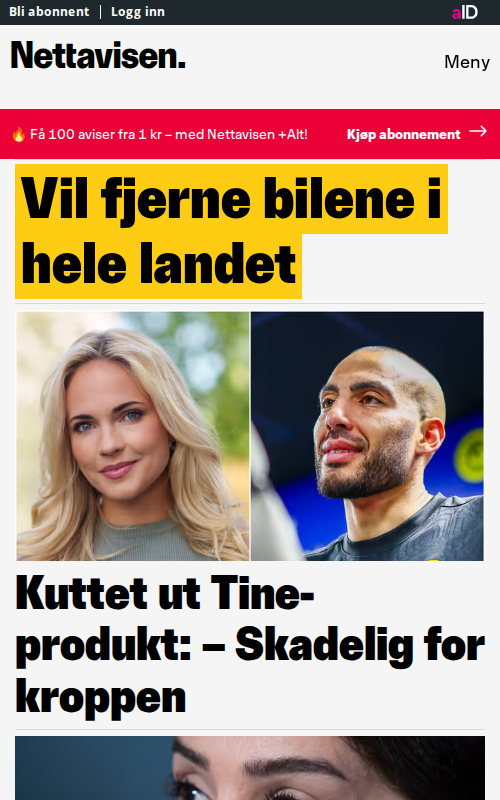 Bli abonnent | Logg inn
aID
Nettavisen.
Meny
🔥 Få 100 aviser fra 1 kr – med Nettavisen +Alt!
Kjøp abonnement →
Vil fjerne bilene i
hele landet
Kuttet ut Tine-
produkt: – Skadelig for
kroppen